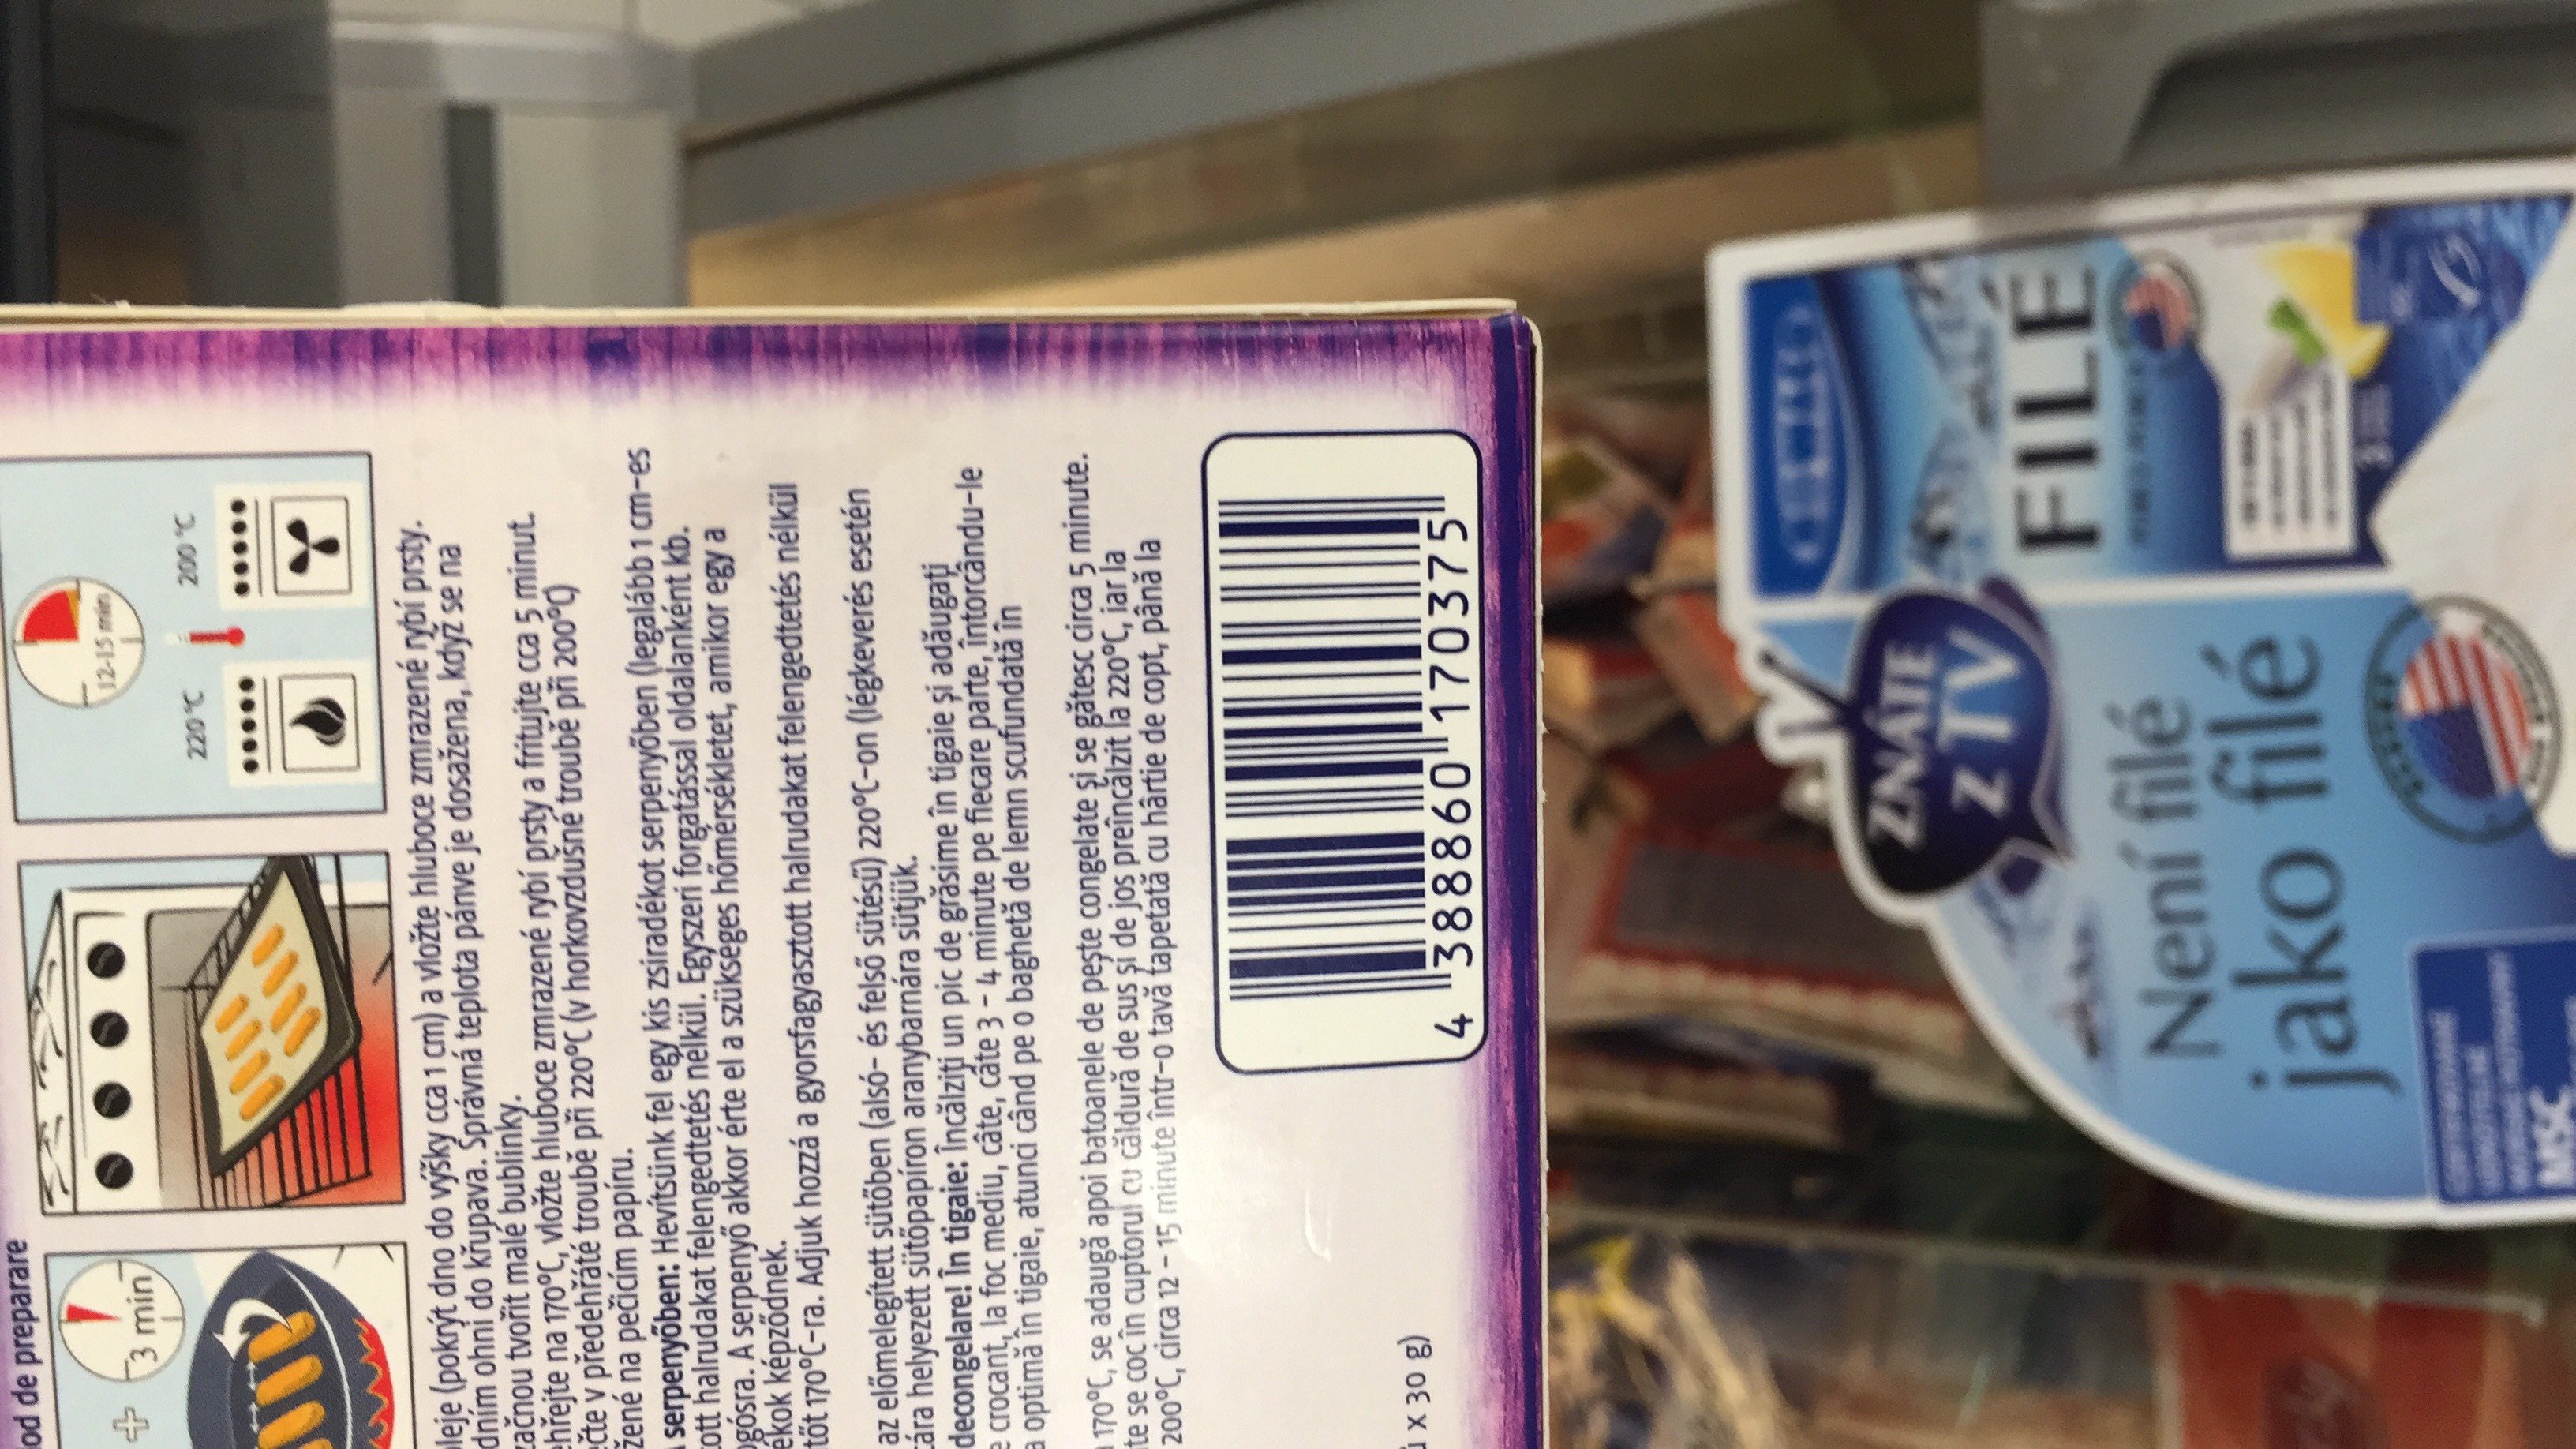 od de preparare
3 min
12-15 min
220 °C
200 °C
leje (pokrýt dno do výšky cca 1 cm) a vložte hluboce zmrazené rybí prsty.
dním ohni do křupava. Správná teplota pánve je dosažena, když se na
začnou tvořit malé bublinky.
ehřejte na 170°C, vložte hluboce zmrazené rybí prsty a fritujte cca 5 minut.
ečte v předehřáté troubě při 220°C (v horkovzdušné troubě při 200°C)
žené na pečicím papíru.
serpenyőben: Hevítsünk fel egy kis zsiradékot serpenyőben (legalább 1 cm-es
tott halrudakat felengedtetés nélkül. Egyszeri forgatással oldalanként kb.
ogósra. A serpenyő akkor érte el a szükséges hőmérsékletet, amikor egy a
ékok képződnek.
tőt 170°C-ra. Adjuk hozzá a gyorsfagyasztott halrudakat felengedtetés nélkül
az előmelegített sütőben (alsó- és felső sütésű) 220°C-on (légkeverés esetén
cára helyezett sütőpapíron aranybarnára sütjük.
decongelare! În tigaie: Încălziți un pic de grăsime în tigaie și adăugați
e crocant, la foc mediu, câte, câte 3 - 4 minute pe fiecare parte, întorcându-le
a optimă în tigaie, atunci când pe o baghetă de lemn scufundată în
170°C, se adaugă apoi batoanele de pește congelate și se gătesc circa 5 minute.
te se coc în cuptorul cu căldură de sus și de jos preîncălzit la 220°C, iar la
200°C, circa 12 - 15 minute într-o tavă tapetată cu hârtie de copt, până la
x 30 g)
4 388860 170375
FILÉ
ZNÁTE
Z TV
Není filé
jako filé
MSC